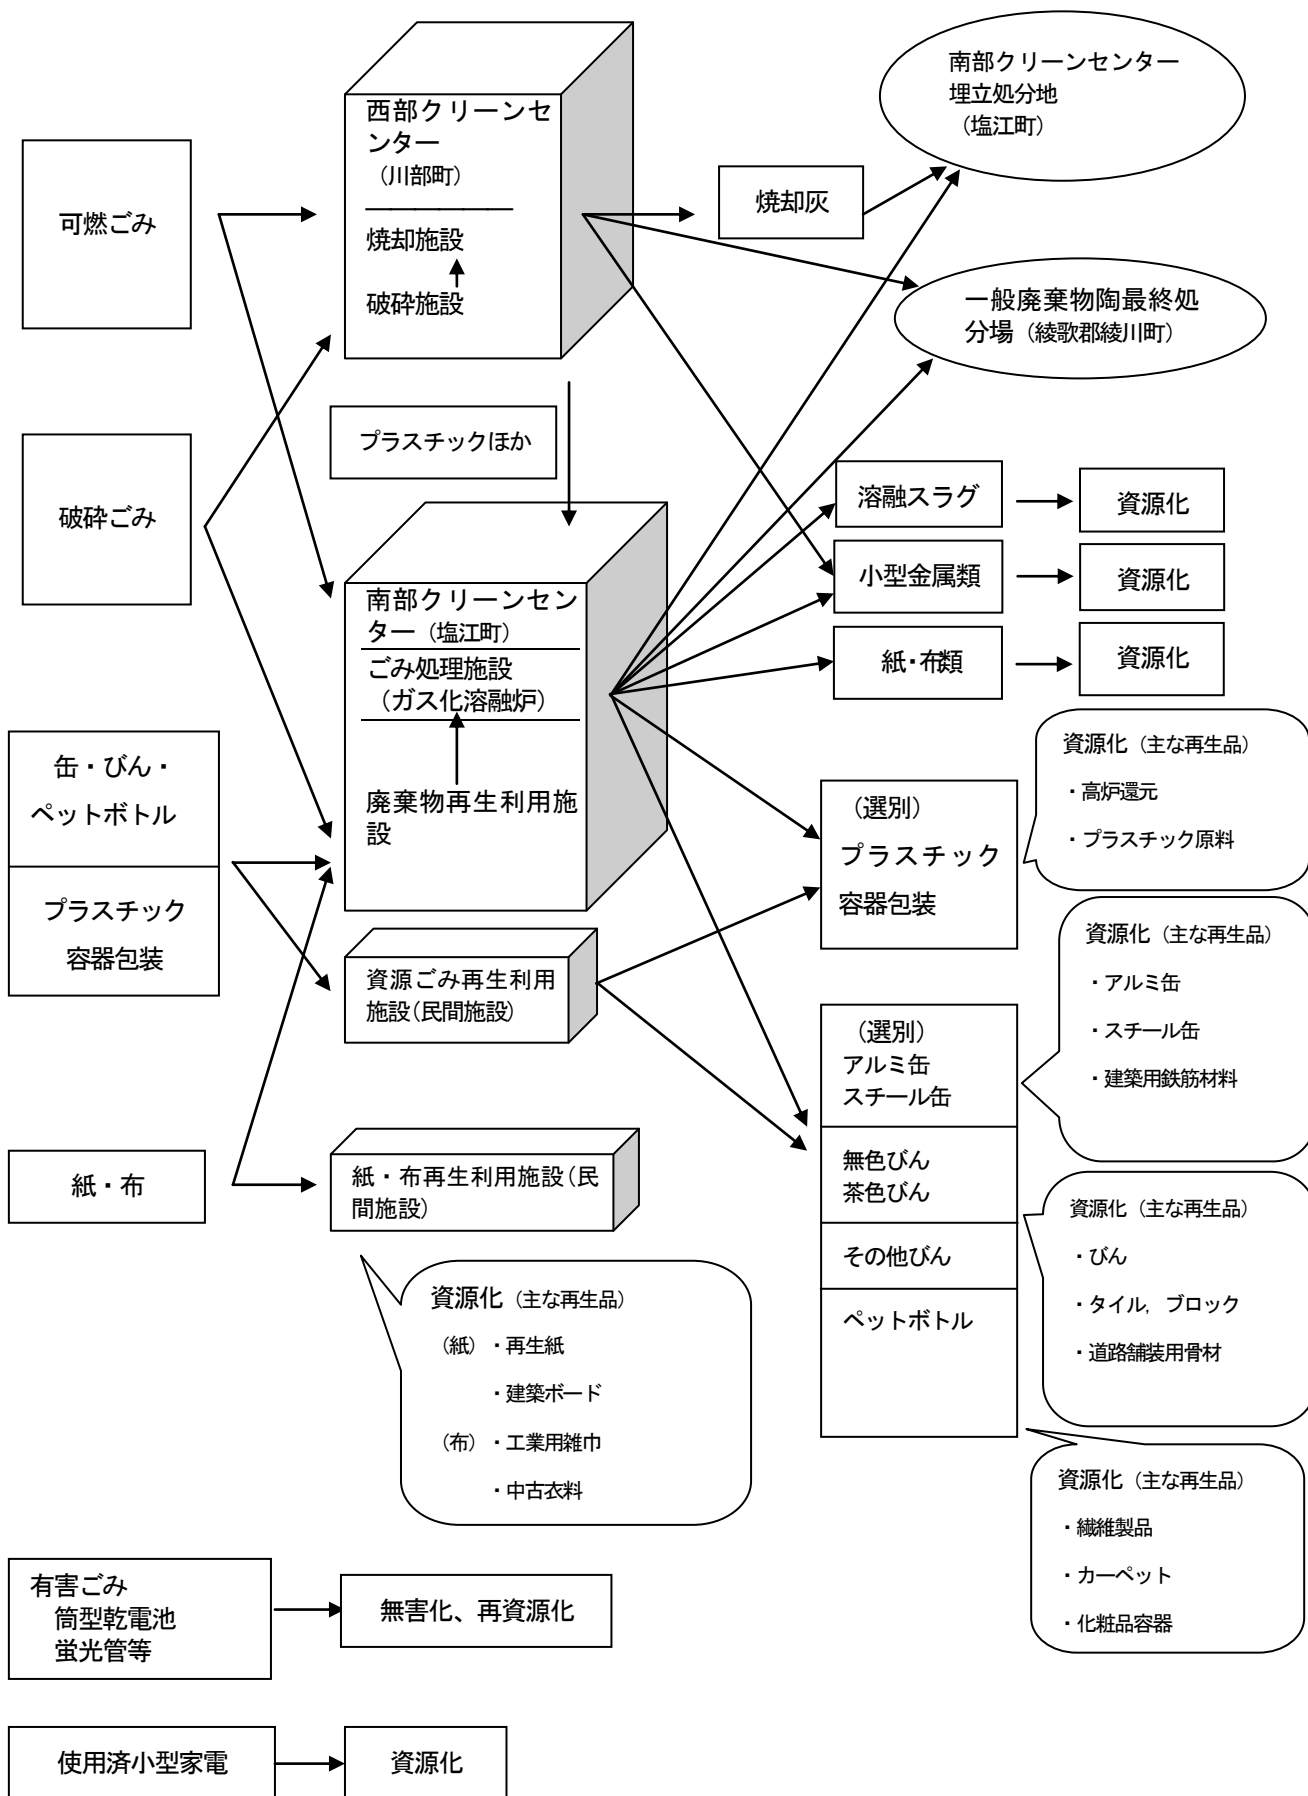 可燃ごみ
破砕ごみ
缶・びん・
ペットボトル
プラスチック
容器包装
紙・布
西部クリーンセ
ンター
（川部町）
焼却施設
破砕施設
プラスチックほか
南部クリーンセン
ター（塩江町）
ごみ処理施設
（ガス化溶融炉）
廃棄物再生利用施
設
資源ごみ再生利用
施設（民間施設）
紙・布再生利用施設（民
間施設）
資源化（主な再生品）
（紙）・再生紙
・建築ボード
（布）・工業用雑巾
・中古衣料
焼却灰
南部クリーンセンター
埋立処分地
（塩江町）
一般廃棄物陶最終処
分場（綾歌郡綾川町）
溶融スラグ
資源化
小型金属類
資源化
紙・布類
資源化
（選別）
プラスチック
容器包装
資源化（主な再生品）
・高炉還元
・プラスチック原料
（選別）
アルミ缶
スチール缶
無色びん
茶色びん
その他びん
ペットボトル
資源化（主な再生品）
・アルミ缶
・スチール缶
・建築用鉄筋材料
資源化（主な再生品）
・びん
・タイル，ブロック
・道路舗装用骨材
資源化（主な再生品）
・繊維製品
・カーペット
・化粧品容器
有害ごみ
筒型乾電池
蛍光管等
無害化、再資源化
使用済小型家電
資源化